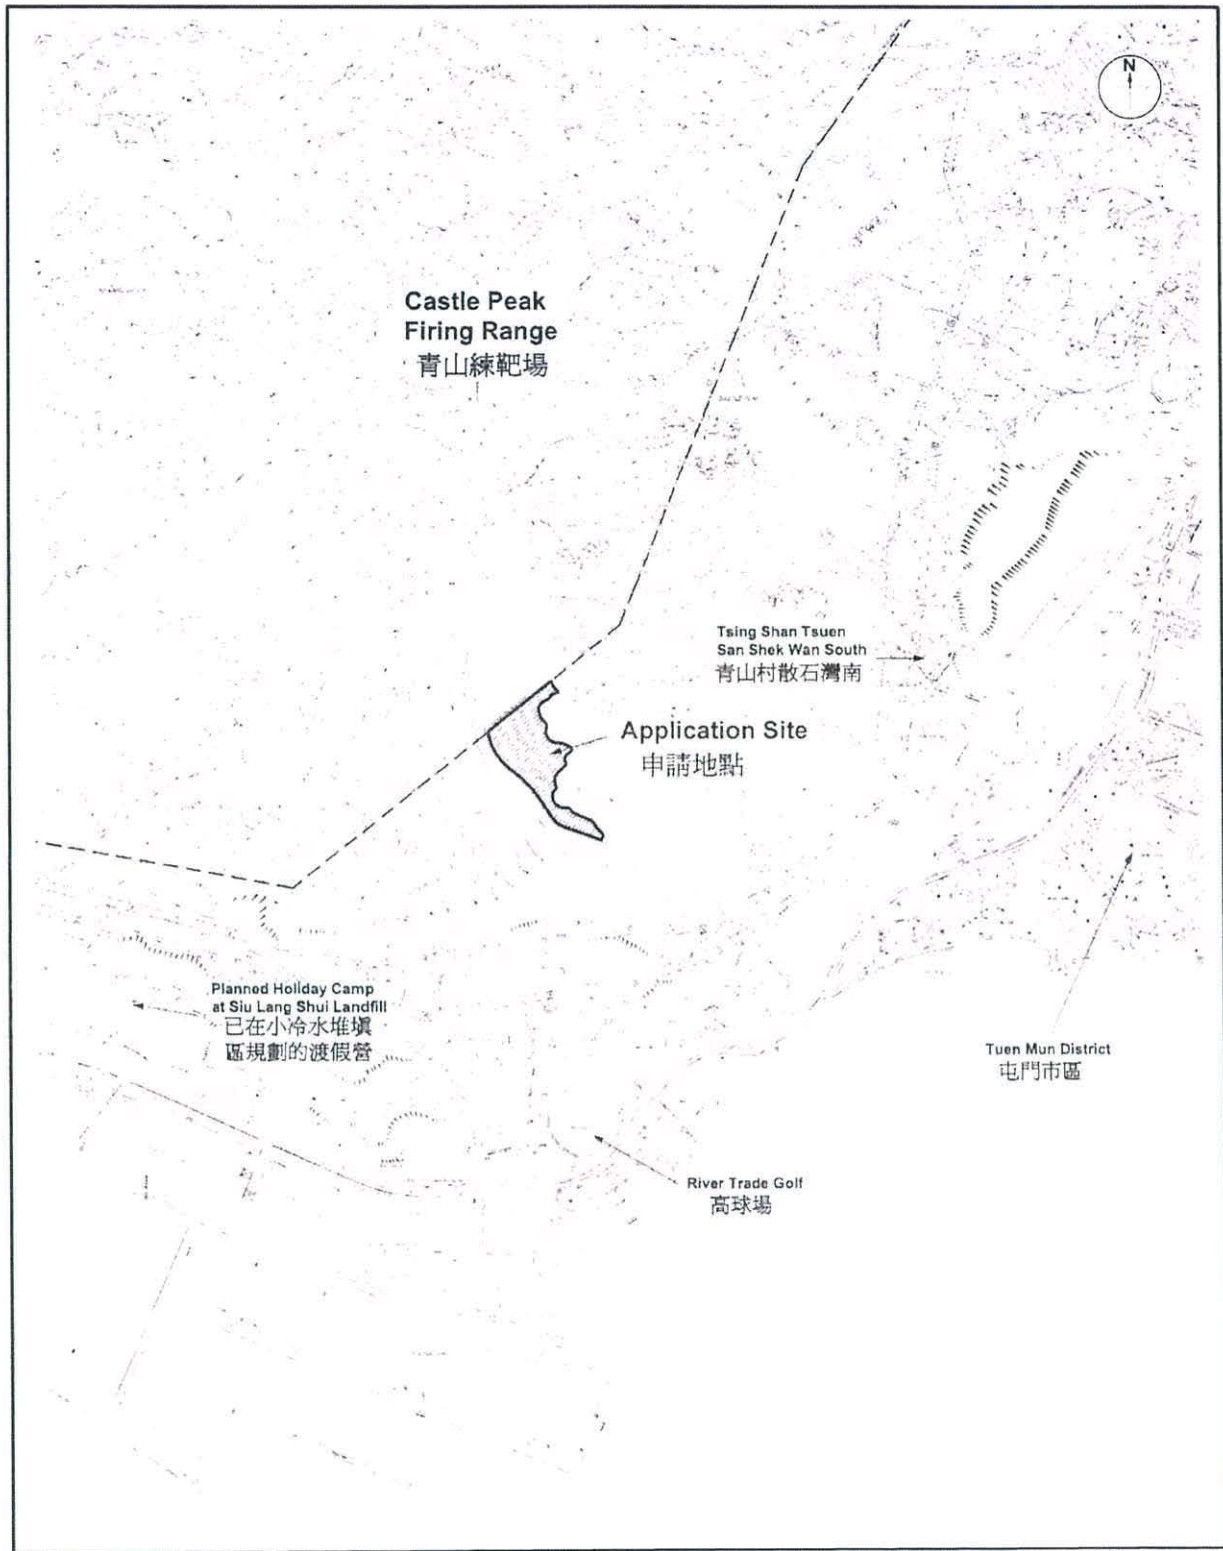 N
Castle Peak
Firing Range
青山練靶場
Tsing Shan Tsuen
San Shek Wan South
青山村散石灣南
Application Site
申請地點
Planned Holiday Camp
at Siu Lang Shui Landfill
已在小冷水堆填
區規劃的渡假營
Tuen Mun District
屯門市區
River Trade Golf
高球場